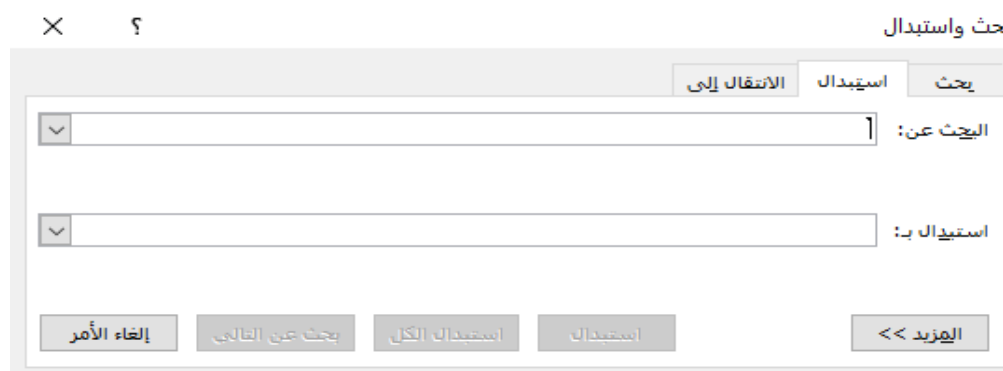 بحث واستبدال ؟
بحث استبدال الانتقال إلى
البحث عن:
استبدال بـ:
المزيد >> استبدال استبدال الكل بحث عن التالي إلغاء الأمر